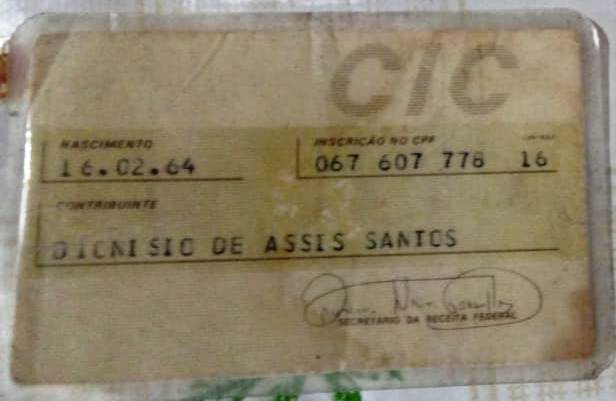 CIC
NASCIMENTO
16.02.64
INSCRIÇÃO NO CPF
067 607 778 16
CONTRIBUINTE
DIONISIO DE ASSIS SANTOS
SECRETÁRIO DA RECEITA FEDERAL